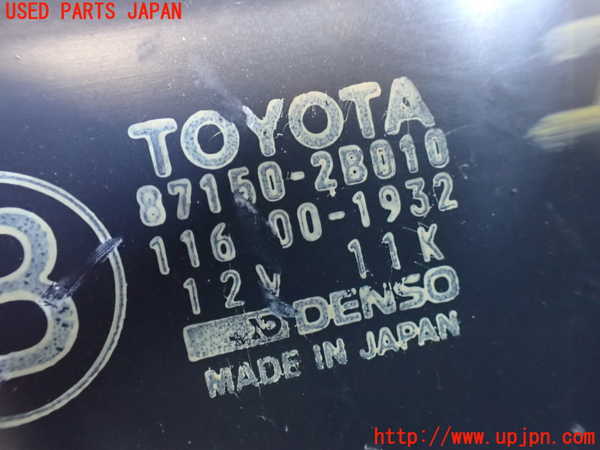 USED PARTS JAPAN
TOYOTA
87150-2B010
116 00-1932
12V 11K
B
DENSO
MADE IN JAPAN
http://www.upjpn.com/